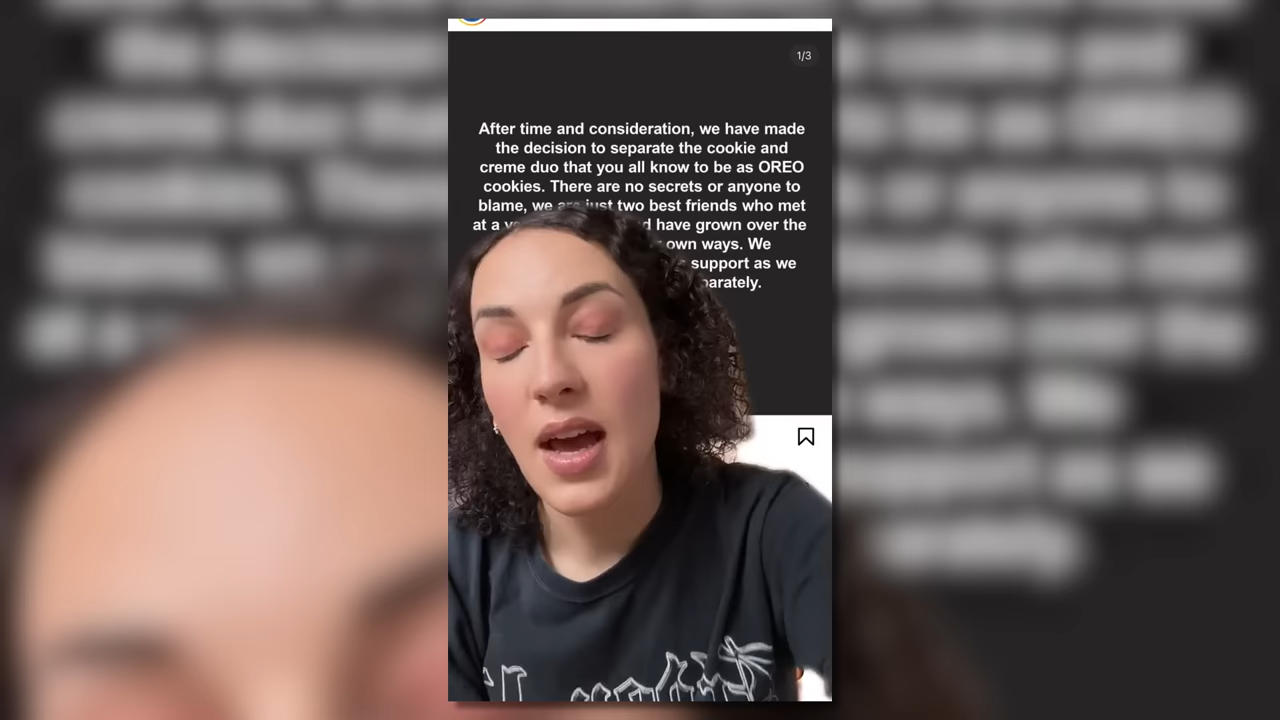 1/3
After time and consideration, we have made
the decision to separate the cookie and
creme duo that you all know to be as OREO
cookies. There are no secrets or anyone to
blame, we are just two best friends who met
at a have grown over the
own ways. We
support as we